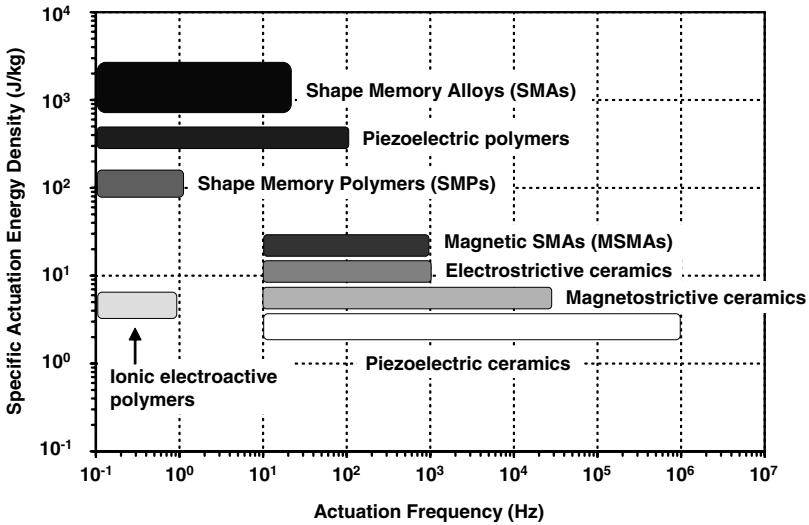 Specific Actuation Energy Density (J/kg)
10⁴
10³
10²
10¹
10⁰
10⁻¹
Shape Memory Alloys (SMAs)
Piezoelectric polymers
Shape Memory Polymers (SMPs)
Magnetic SMAs (MSMAs)
Electrostrictive ceramics
Magnetostrictive ceramics
Piezoelectric ceramics
Ionic electroactive
polymers
10⁻¹ 10⁰ 10¹ 10² 10³ 10⁴ 10⁵ 10⁶ 10⁷
Actuation Frequency (Hz)